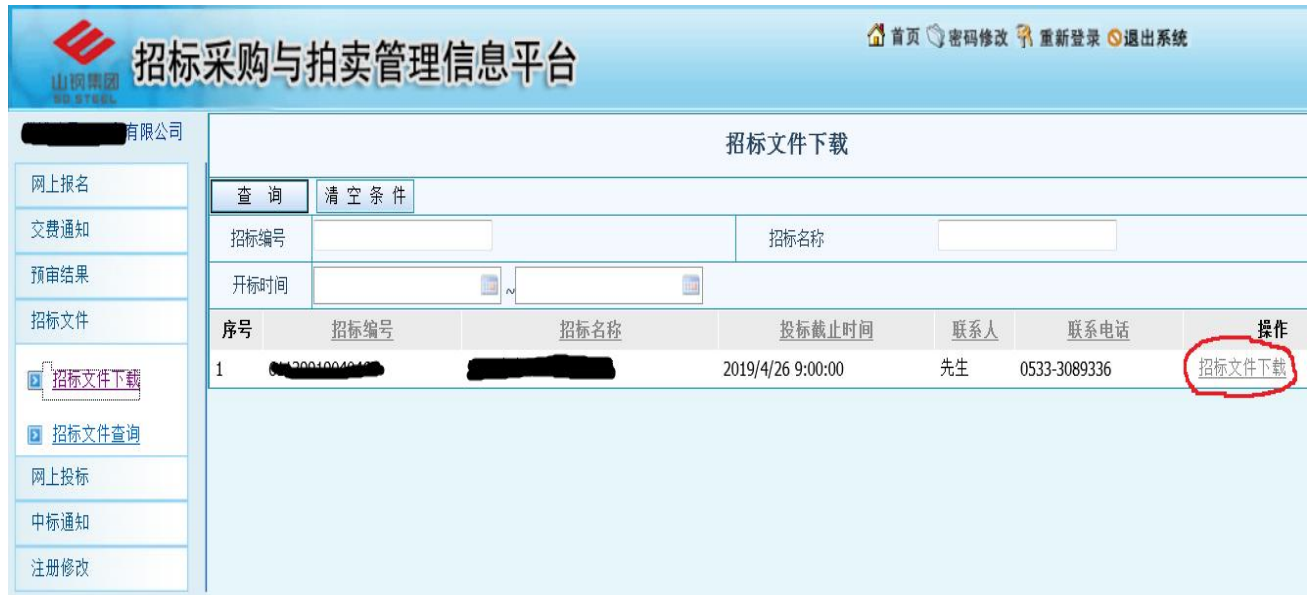 首页 密码修改 重新登录 退出系统
山钢集团 招标采购与拍卖管理信息平台
SD STEEL
有限公司
招标文件下载
网上报名
查 询 清空条件
交费通知
招标编号 招标名称
预审结果
开标时间 ~
招标文件
序号 招标编号 招标名称 投标截止时间 联系人 联系电话 操作
1 2019/4/26 9:00:00 先生 0533-3089336 招标文件下载
招标文件下载
招标文件查询
网上投标
中标通知
注册修改